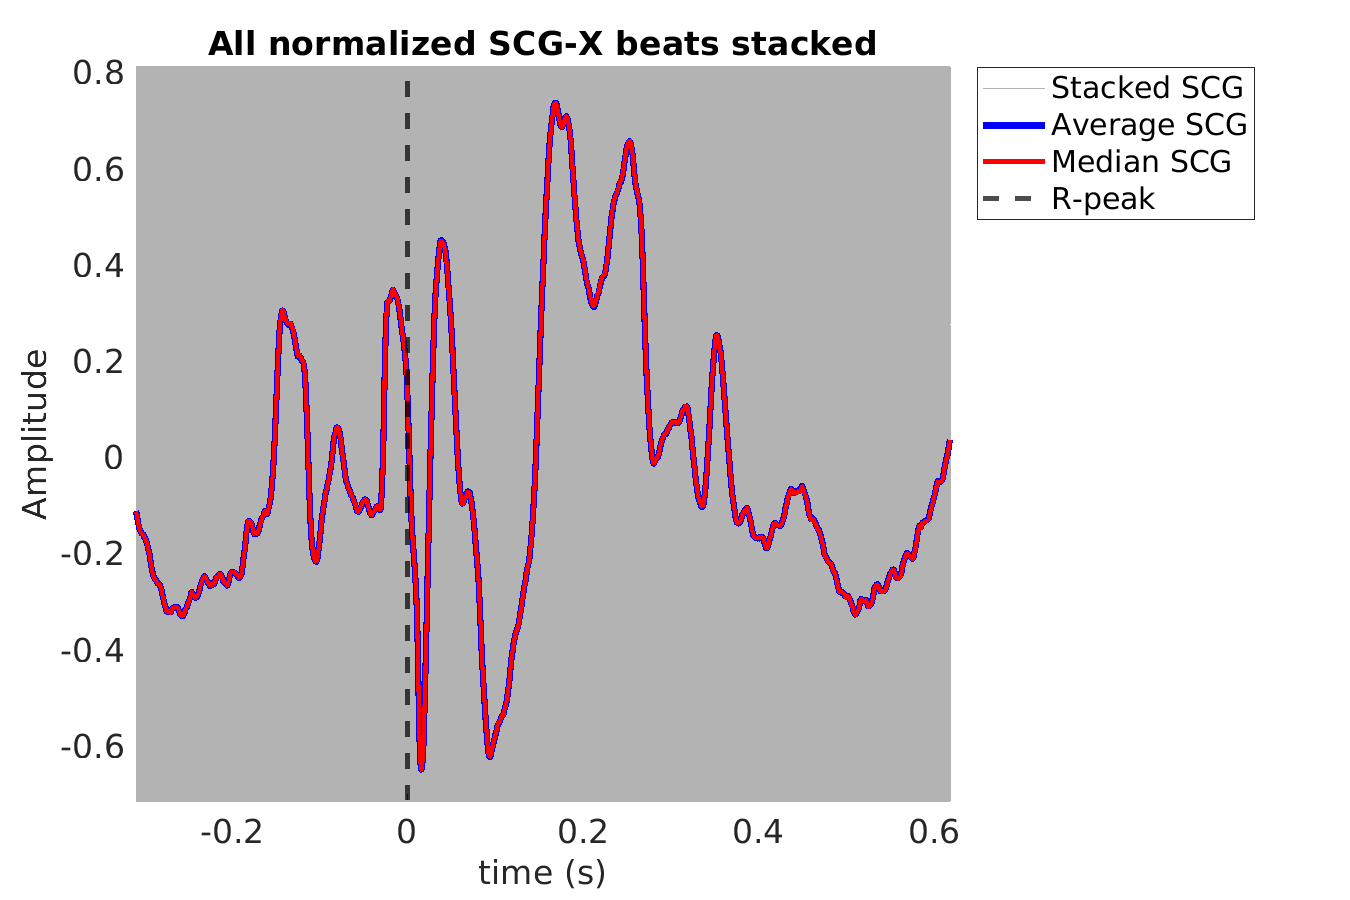 All normalized SCG-X beats stacked
0.8
0.6
0.4
0.2
0
-0.2
-0.4
-0.6
Amplitude
-0.2
0
0.2
0.4
0.6
time (s)
Stacked SCG
Average SCG
Median SCG
R-peak